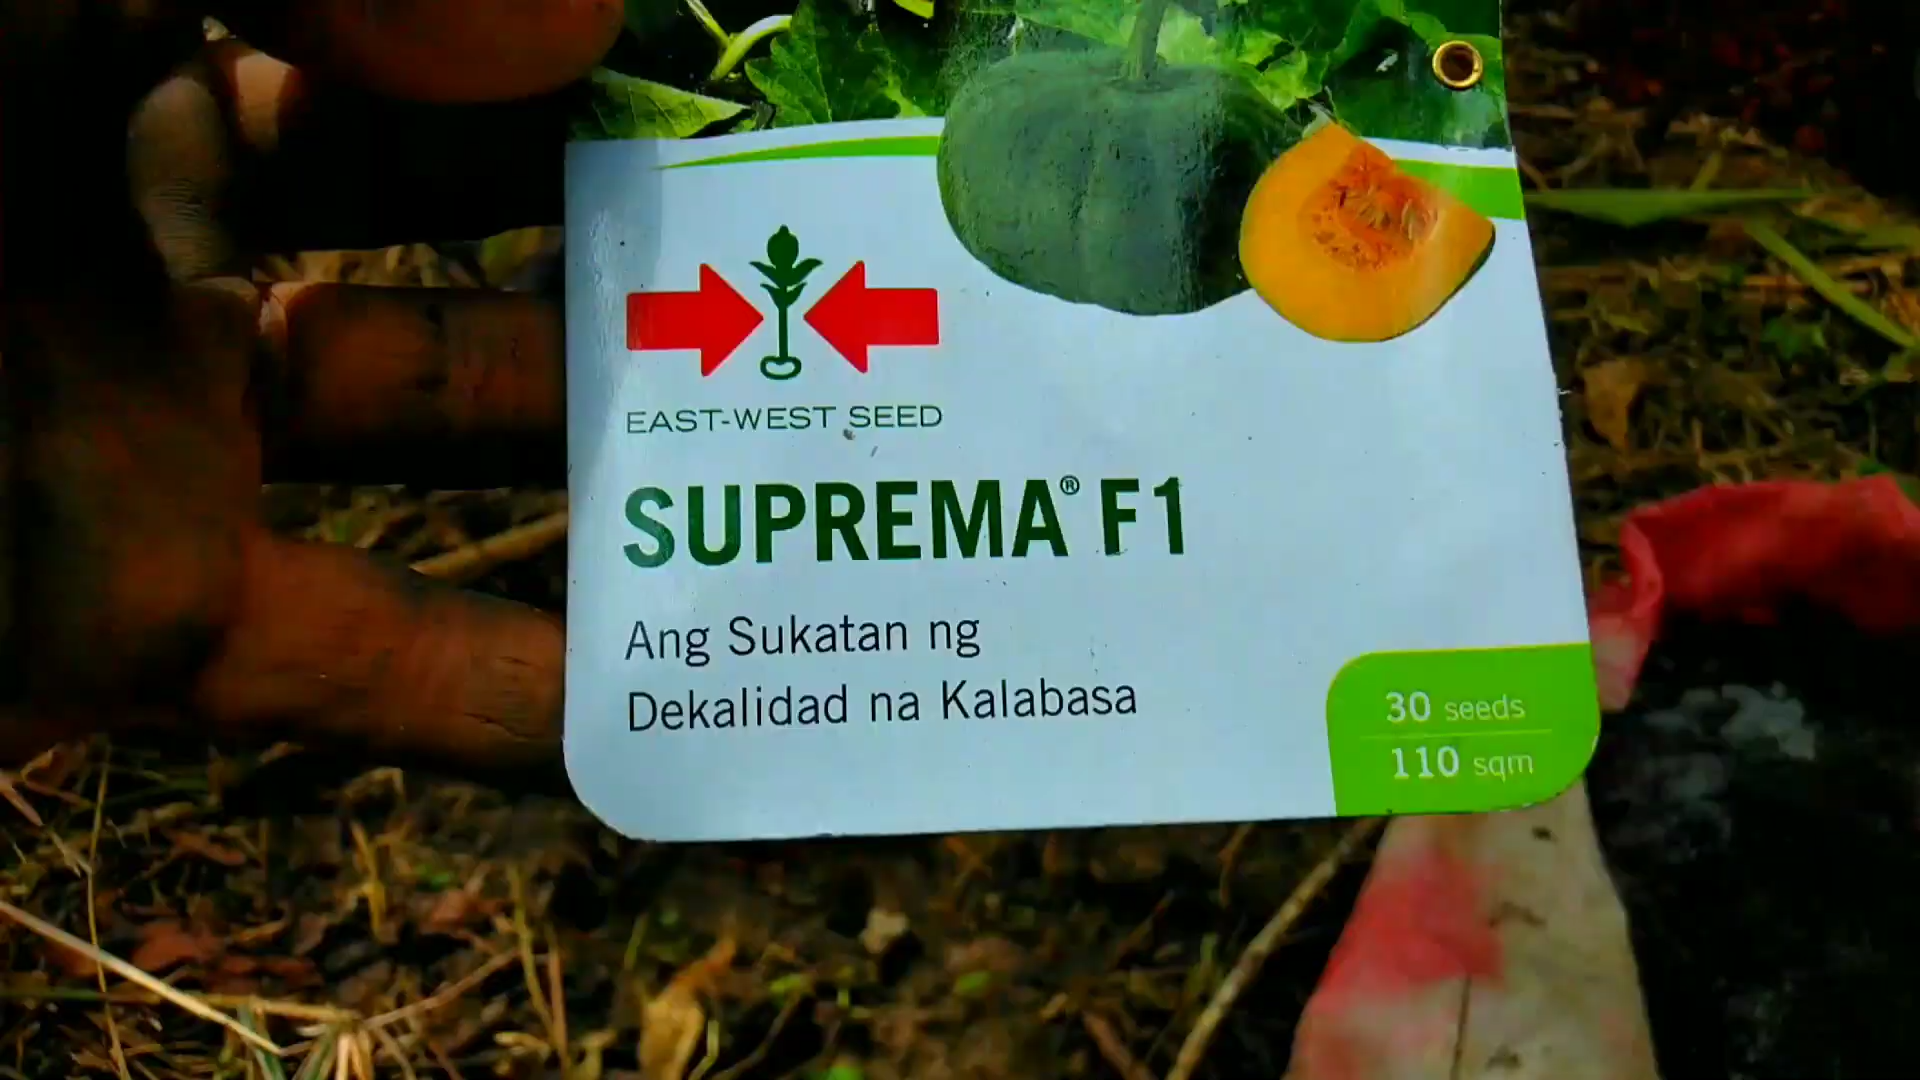 EAST-WEST SEED
SUPREMA® F1
Ang Sukatan ng
Dekalidad na Kalabasa
30 seeds
110 sqm